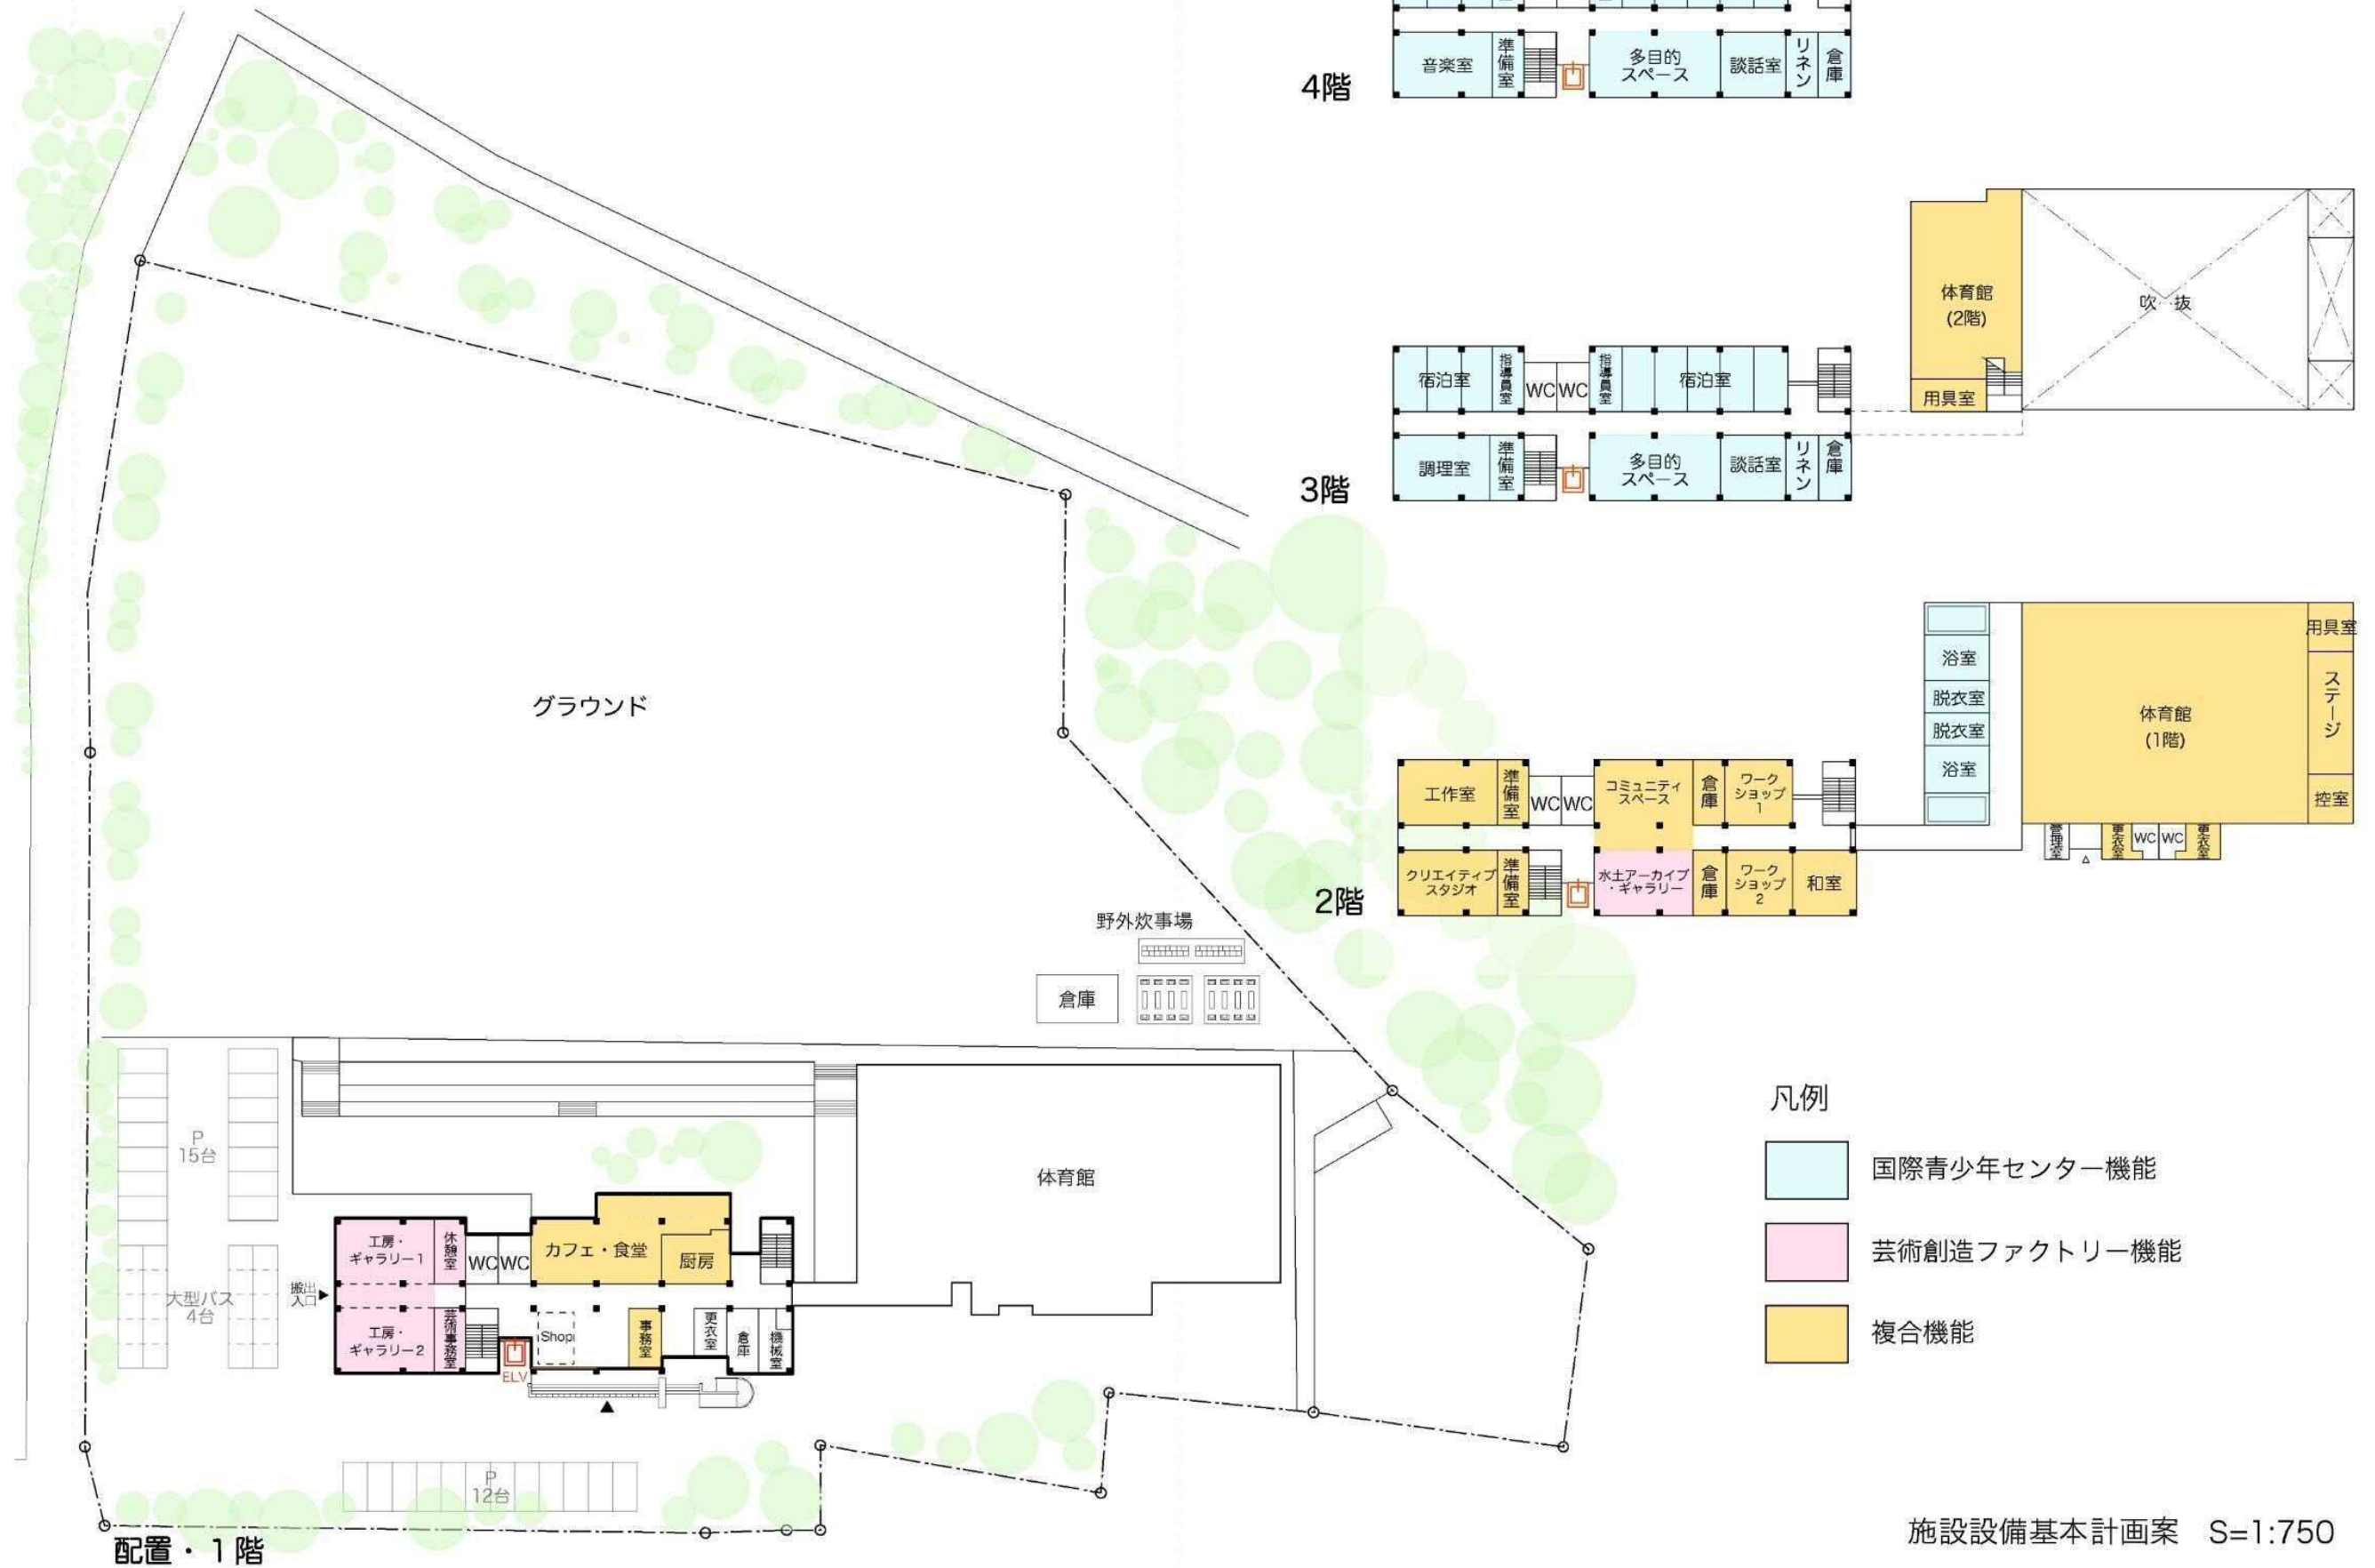 音楽室
準備室
多目的
スペース
談話室
リネン
倉庫
4階
体育館
(2階)
吹 抜
用具室
宿泊室
指導員室
WC
WC
指導員室
宿泊室
調理室
準備室
多目的
スペース
談話室
リネン
倉庫
3階
浴室
脱衣室
脱衣室
浴室
体育館
(1階)
用具室
ステージ
控室
管理室
更衣室
WC
WC
更衣室
工作室
準備室
WC
WC
コミュニティ
スペース
倉庫
ワーク
ショップ
1
クリエイティブ
スタジオ
準備室
水土アーカイブ
・ギャラリー
倉庫
ワーク
ショップ
2
和室
2階
グラウンド
野外炊事場
倉庫
P
15台
大型バス
4台
搬出
入口
体育館
工房・
ギャラリー1
休憩室
WC
WC
カフェ・食堂
厨房
工房・
ギャラリー2
芸術事務室
ELV
Shop
事務室
更衣室
倉庫
機械室
P
12台
配置・1階
凡例
国際青少年センター機能
芸術創造ファクトリー機能
複合機能
施設設備基本計画案 S=1:750